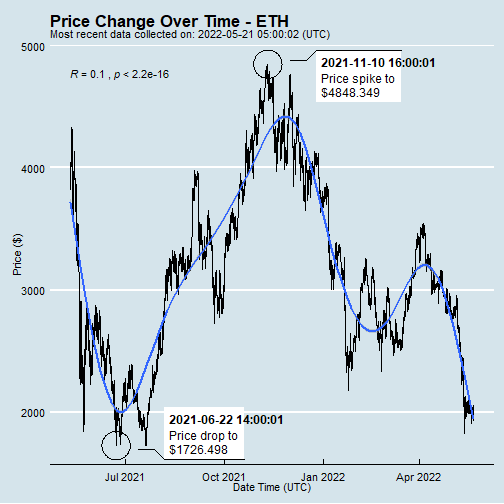 Price Change Over Time - ETH
Most recent data collected on: 2022-05-21 05:00:02 (UTC)
5000
R = 0.1 , p < 2.2e-16
2021-11-10 16:00:01
Price spike to
$4848.349
4000
3000
2000
Price ($)
2021-06-22 14:00:01
Price drop to
$1726.498
Jul 2021
Oct 2021
Jan 2022
Apr 2022
Date Time (UTC)